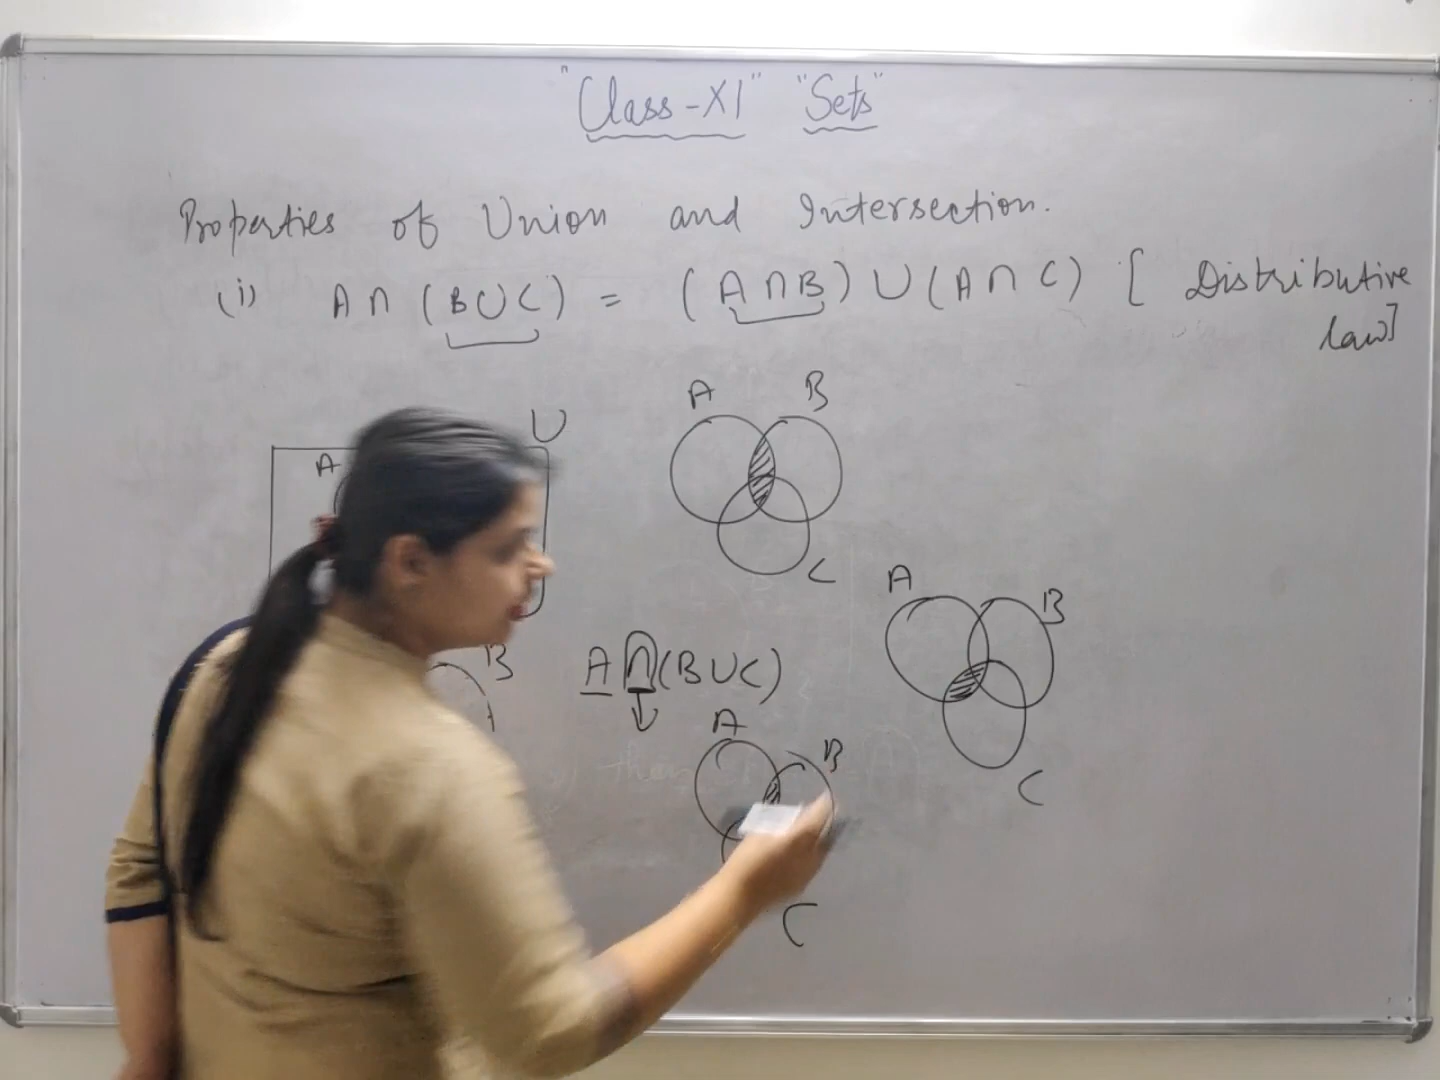 "Class-XI" "Sets"
Properties of Union and Intersection.
(i) A∩(B∪C) = (A∩B)∪(A∩C) [Distributive
law]
A B
U
A
C
A
B
B
A∩(B∪C)
A
B
C
C